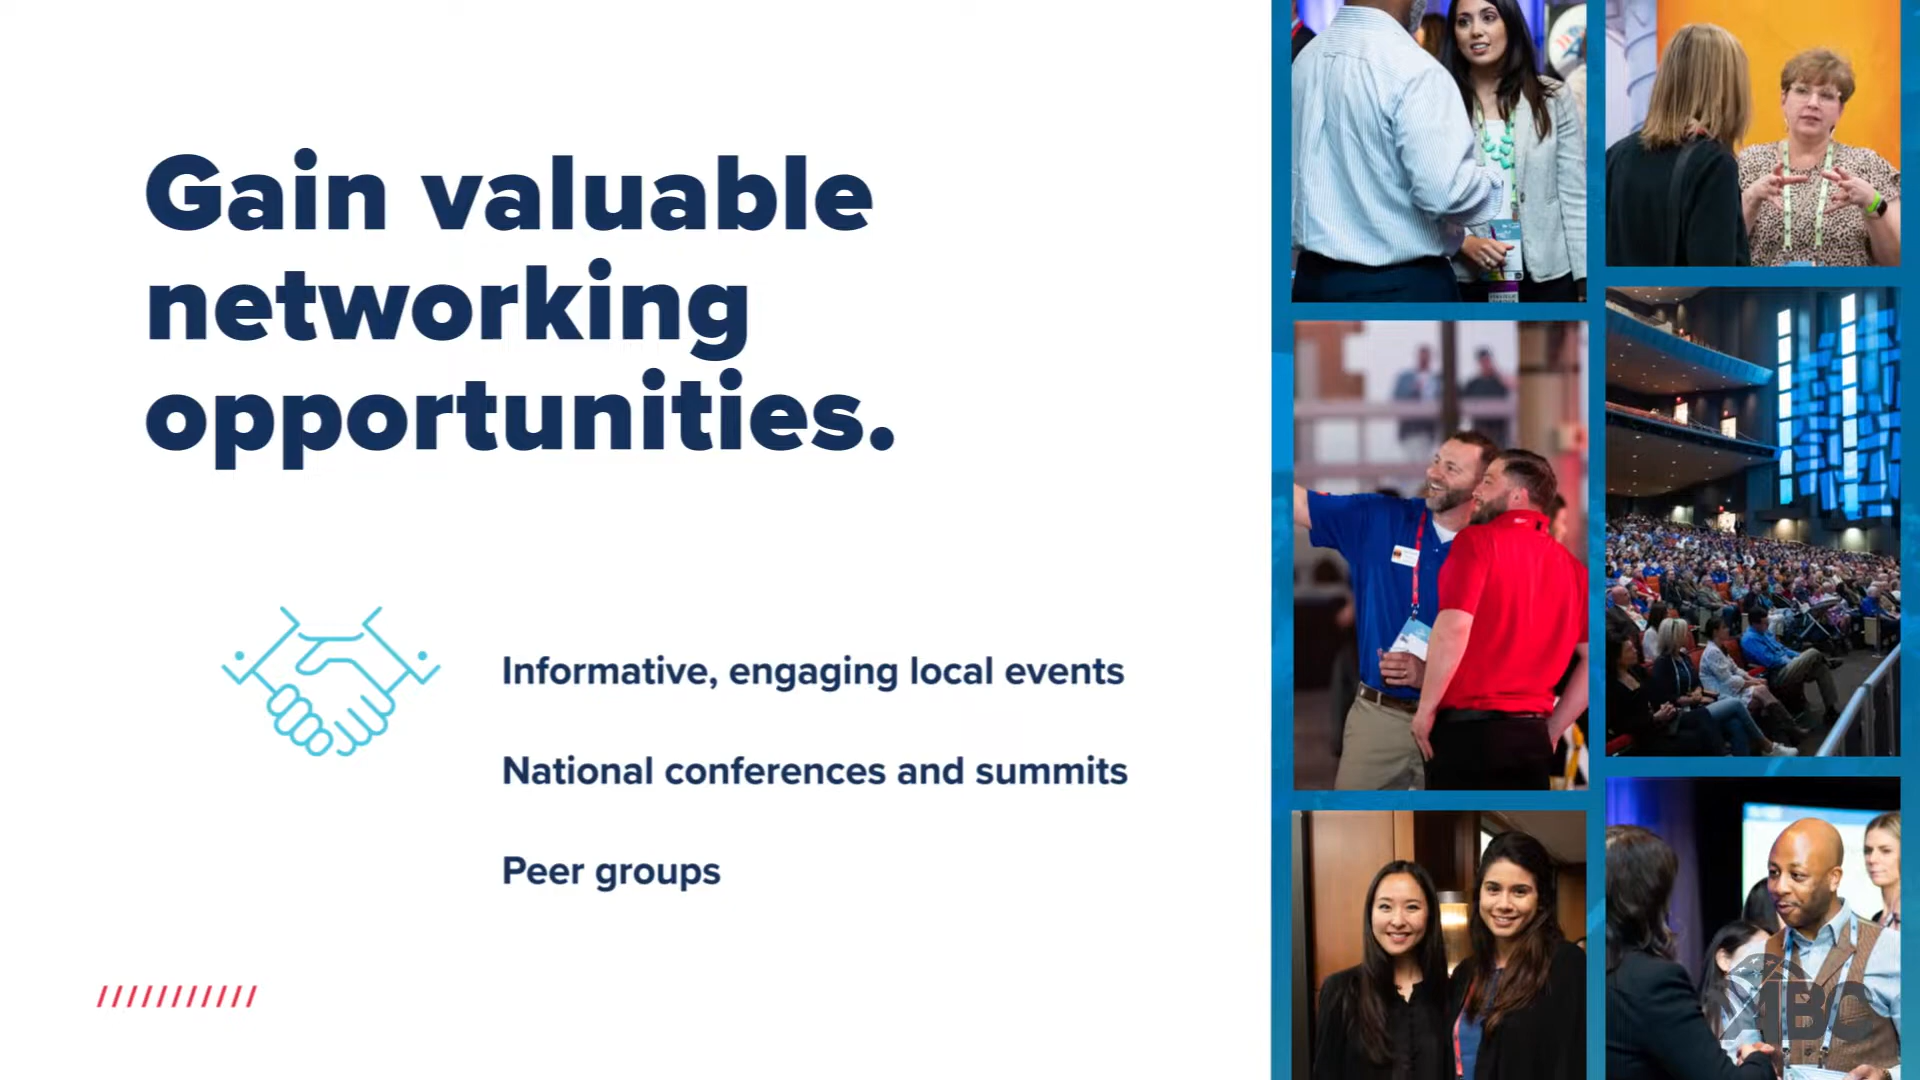 Gain valuable
networking
opportunities.
Informative, engaging local events
National conferences and summits
Peer groups
ABC